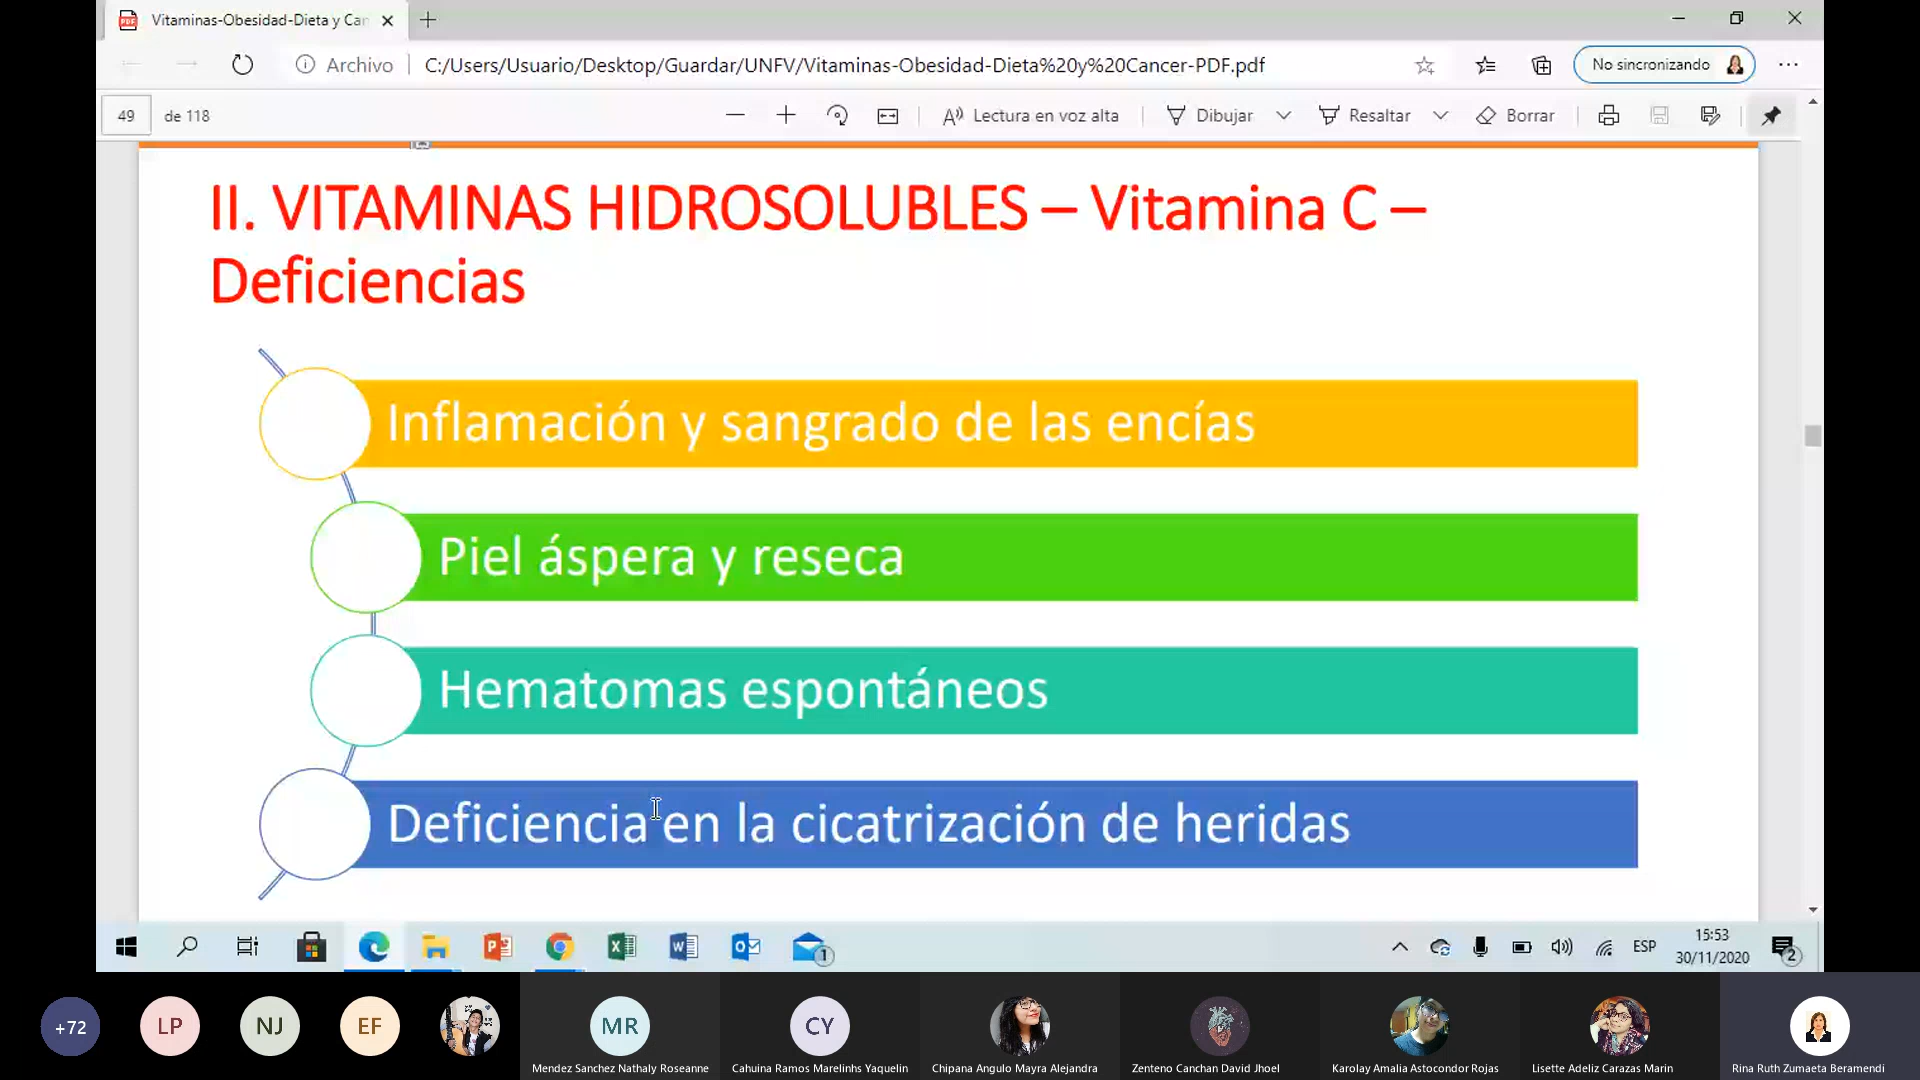 Vitaminas-Obesidad-Dieta y Can
Archivo
C:/Users/Usuario/Desktop/Guardar/UNFV/Vitaminas-Obesidad-Dieta%20y%20Cancer-PDF.pdf
No sincronizando
49
de 118
Lectura en voz alta
Dibujar
Resaltar
Borrar
II. VITAMINAS HIDROSOLUBLES – Vitamina C –
Deficiencias
Inflamación y sangrado de las encías
Piel áspera y reseca
Hematomas espontáneos
Deficiencia en la cicatrización de heridas
1
ESP
15:53
30/11/2020
2
+72
LP
NJ
EF
MR
CY
Mendez Sanchez Nathaly Roseanne
Cahuina Ramos Marelinhs Yaquelin
Chipana Angulo Mayra Alejandra
Zenteno Canchan David Jhoel
Karolay Amalia Astocondor Rojas
Lisette Adeliz Carazas Marin
Rina Ruth Zumaeta Beramendi